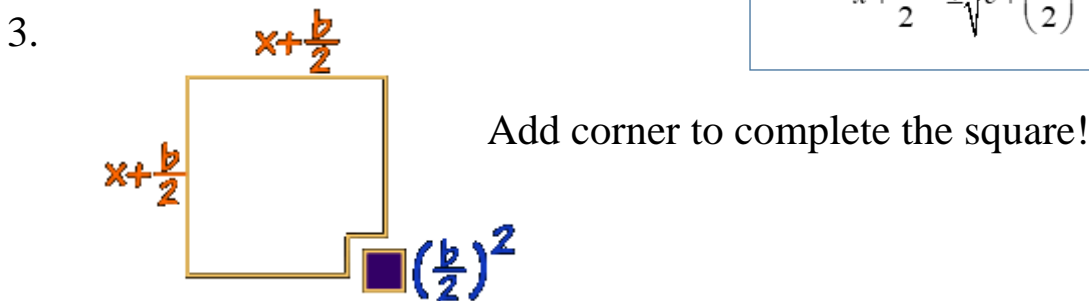 3.
x+b/2
x+b/2
Add corner to complete the square!
(b/2)^2